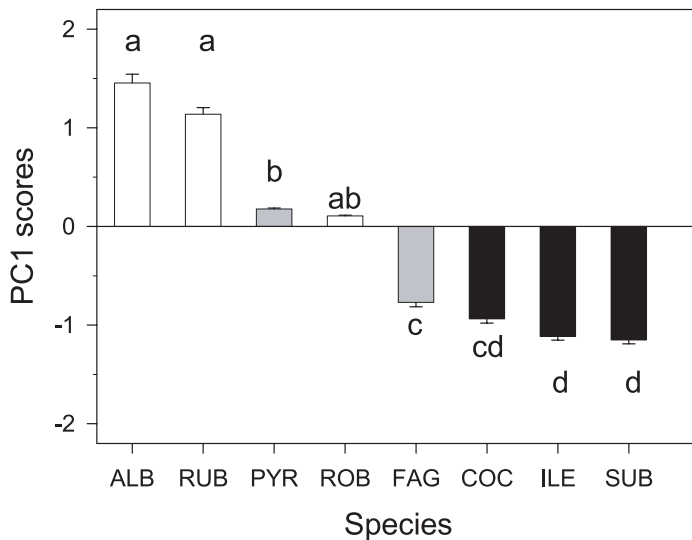 PC1 scores
2
1
0
-1
-2
a a
b
ab
c
cd
d d
ALB RUB PYR ROB FAG COC ILE SUB
Species